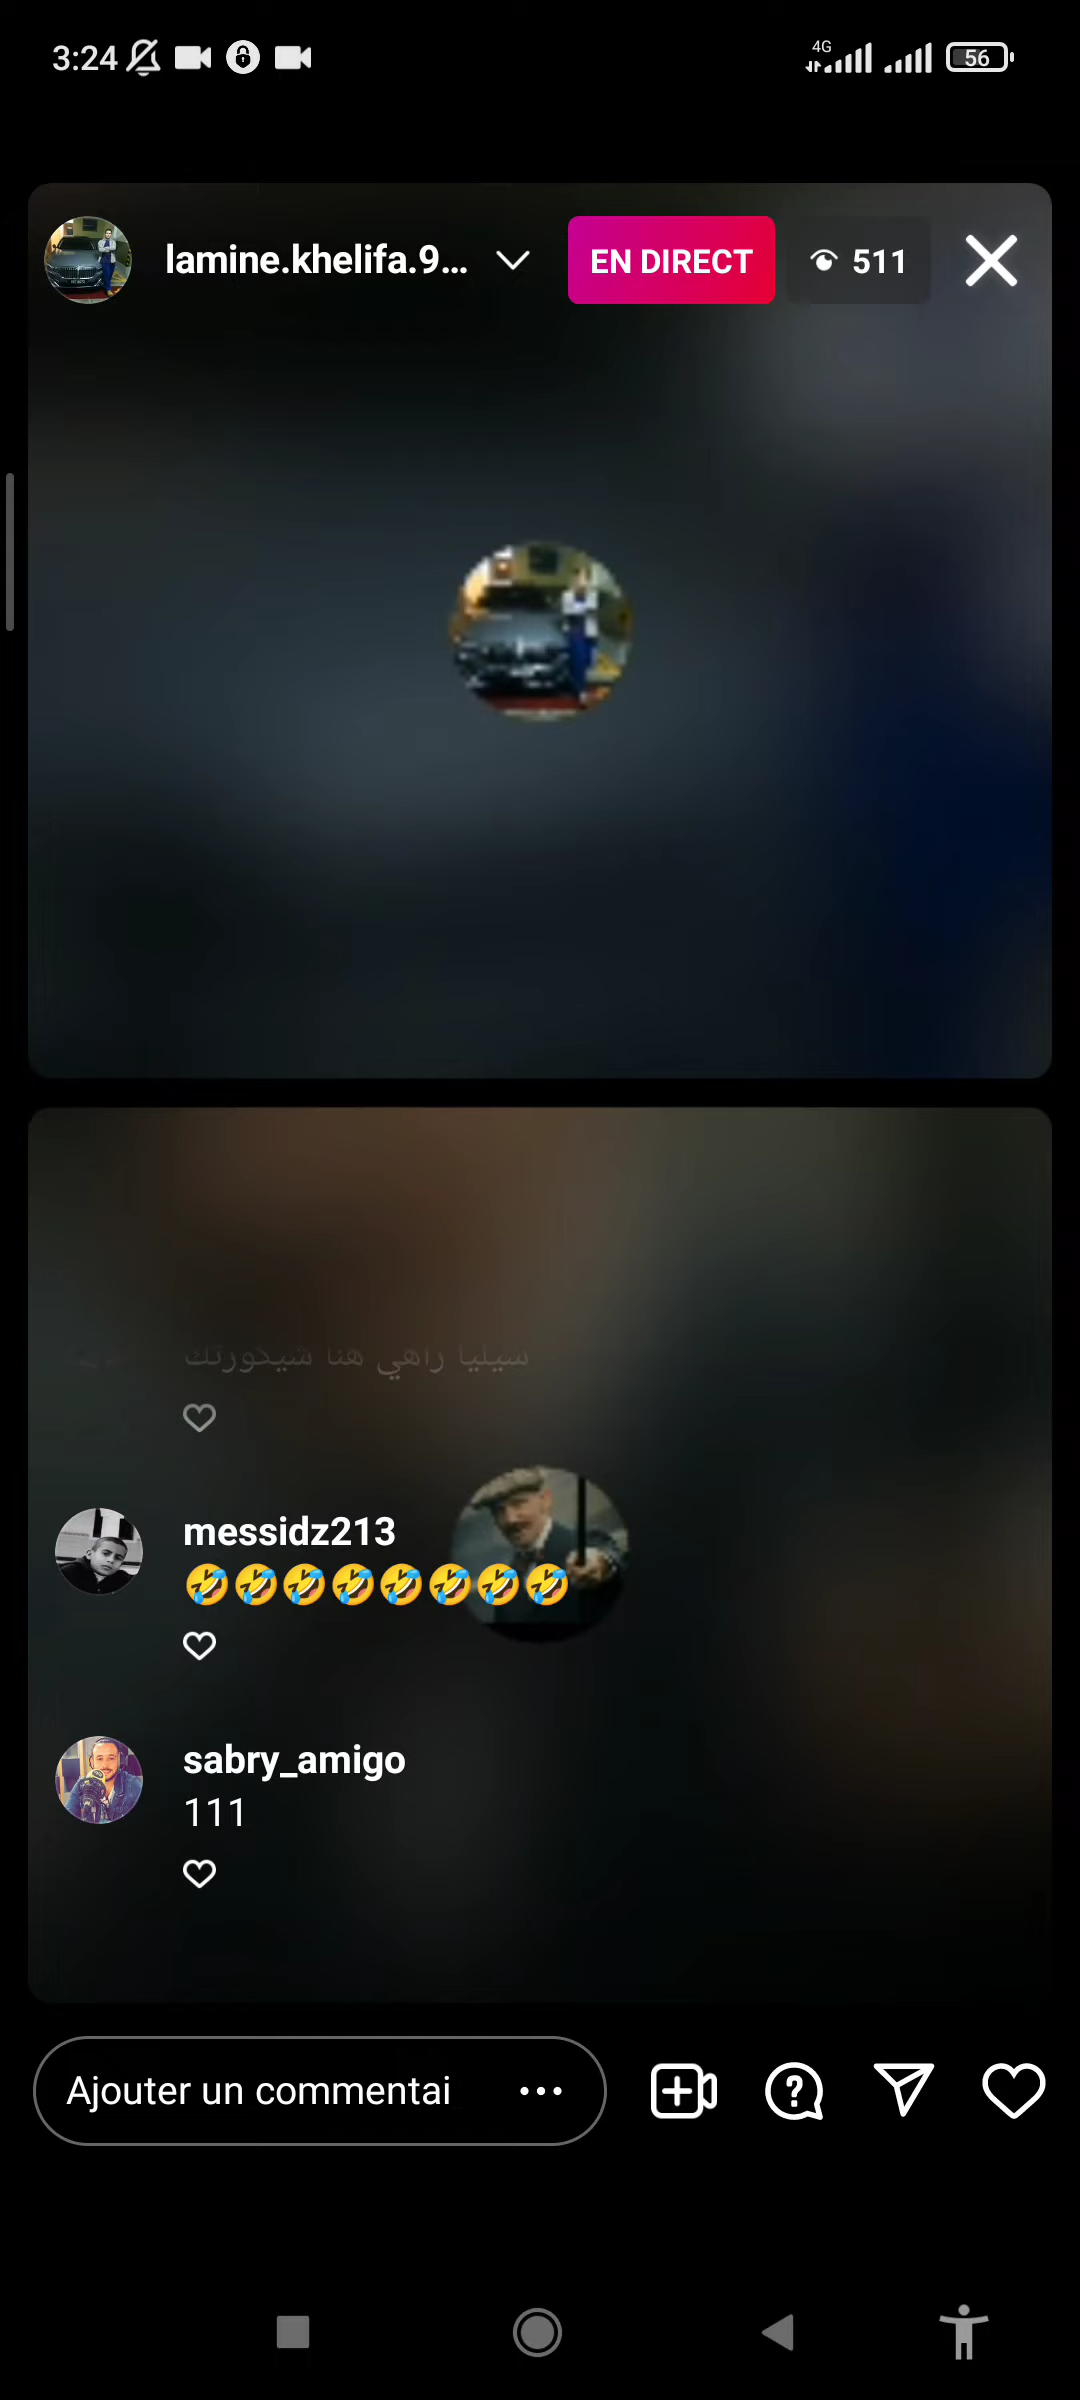 3:24
4G
56
lamine.khelifa.9...
EN DIRECT
511
سيليا راهي هنا شيكورتك
messidz213
🤣🤣🤣🤣🤣🤣🤣🤣
sabry_amigo
111
Ajouter un commentai